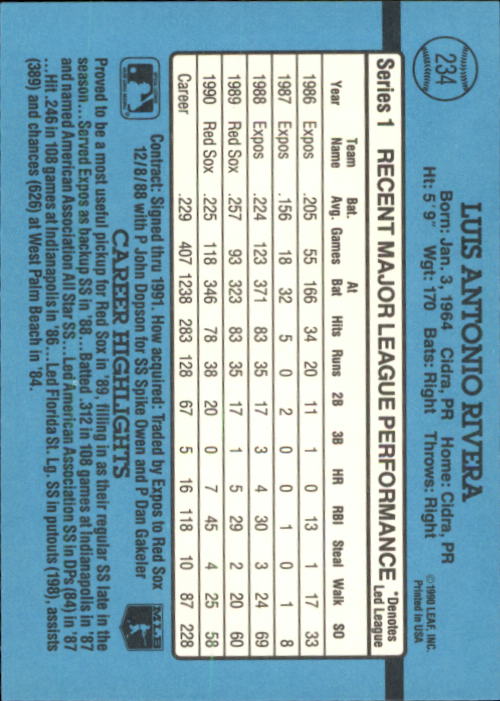 234
LUIS ANTONIO RIVERA
Born: Jan. 3, 1964 Cidra, PR Home: Cidra, PR
Ht: 5' 9" Wgt: 170 Bats: Right Throws: Right
©1990 LEAF, INC.
Printed in USA
Series 1 RECENT MAJOR LEAGUE PERFORMANCE *Denotes Led League
Year Team Name Bat. Avg. Games At Bat Hits Runs 2B 3B HR RBI Steal Walk SO
1986 Expos .205 55 166 34 20 11 1 0 13 1 17 33
1987 Expos .156 18 32 5 0 2 0 0 1 0 1 8
1988 Expos .224 123 371 83 35 17 3 4 30 3 24 69
1989 Red Sox .257 93 323 83 35 17 1 5 29 2 20 60
1990 Red Sox .225 118 346 78 38 20 0 7 45 4 25 58
Career .229 407 1238 283 128 67 5 16 118 10 87 228
Contract: Signed thru 1991. How acquired: Traded by Expos to Red Sox
12/8/88 with P John Dopson for SS Spike Owen and P Dan Gakeler
MLB
CAREER HIGHLIGHTS
Proved to be a most useful pickup for Red Sox in '89, filling in as their regular SS late in the
season....Served Expos as backup SS in '88...Batted .312 in 108 games at Indianapolis in '87
and named American Association All Star SS...Led American Association SS in DPs (84) in '87
...Hit .246 in 108 games at Indianapolis in '86...Led Florida St. Lg. SS in putouts (198), assists
(389) and chances (626) at West Palm Beach in '84.